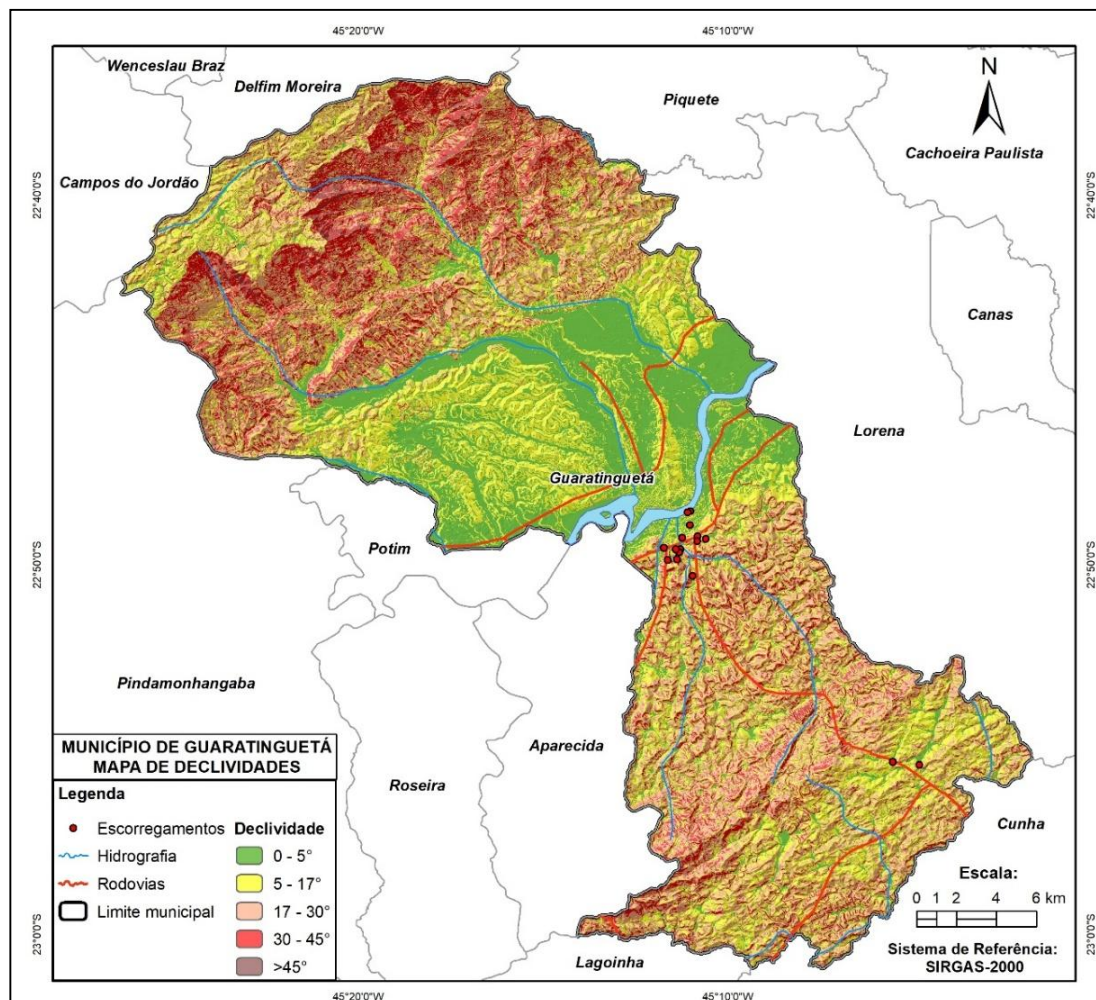 45°20'0"W
45°10'0"W
Wenceslau Braz
Delfim Moreira
Piquete
N
Cachoeira Paulista
Campos do Jordão
22°40'0"S
22°40'0"S
Canas
Lorena
Guaratinguetá
Potim
22°50'0"S
22°50'0"S
Pindamonhangaba
Aparecida
Roseira
Cunha
MUNICÍPIO DE GUARATINGUETÁ
MAPA DE DECLIVIDADES
Legenda
Escorregamentos
Hidrografia
Rodovias
Limite municipal
Declividade
0 - 5°
5 - 17°
17 - 30°
30 - 45°
>45°
Escala:
0 1 2 4 6 km
Sistema de Referência:
SIRGAS-2000
23°0'0"S
23°0'0"S
Lagoinha
45°20'0"W
45°10'0"W